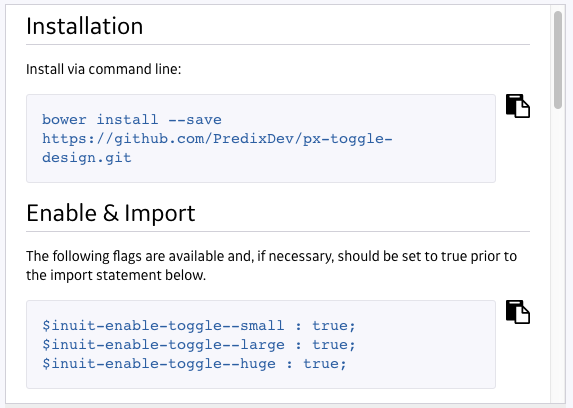 Installation
Install via command line:
bower install --save
https://github.com/PredixDev/px-toggle-
design.git
Enable & Import
The following flags are available and, if necessary, should be set to true prior to
the import statement below.
$inuit-enable-toggle--small : true;
$inuit-enable-toggle--large : true;
$inuit-enable-toggle--huge : true;